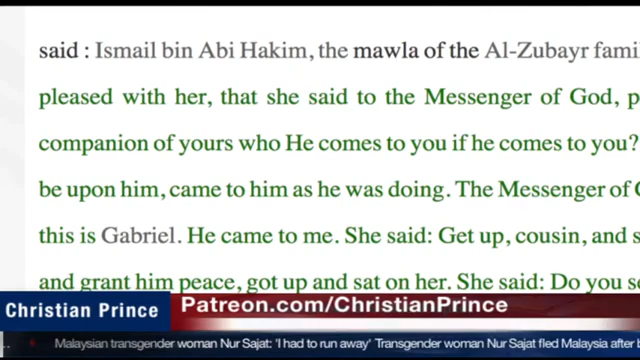 said : Ismail bin Abi Hakim, the mawla of the Al-Zubayr
pleased with her, that she said to the Messenger of God,
companion of yours who He comes to you if he comes to you?
be upon him, came to him as he was doing. The Messenger of
this is Gabriel. He came to me. She said: Get up, cousin, and
and grant him peace, got up and sat on her. She said: Do you
Christian Prince
Patreon.com/ChristianPrince
Malaysian transgender woman Nur Sajat: 'I had to run away' Transgender woman Nur Sajat fled Malaysia after